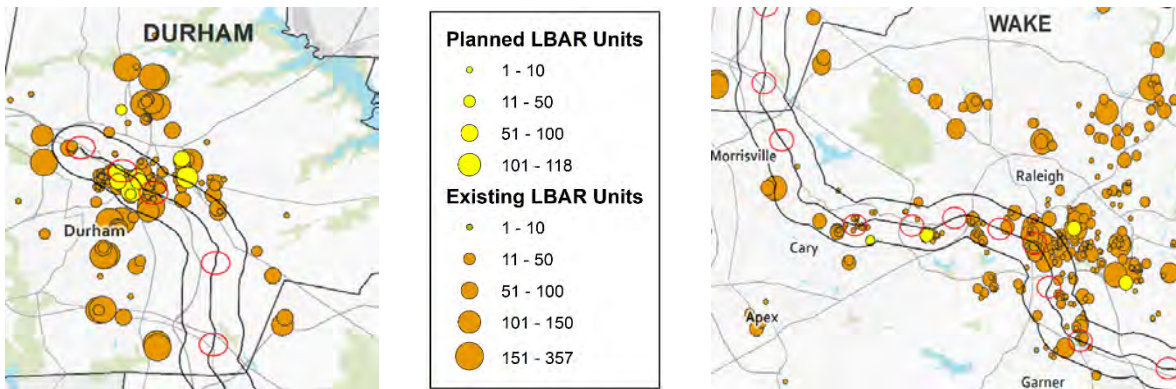 DURHAM
Durham
Planned LBAR Units
1 - 10
11 - 50
51 - 100
101 - 118
Existing LBAR Units
1 - 10
11 - 50
51 - 100
101 - 150
151 - 357
WAKE
Morrisville
Raleigh
Cary
Apex
Garner